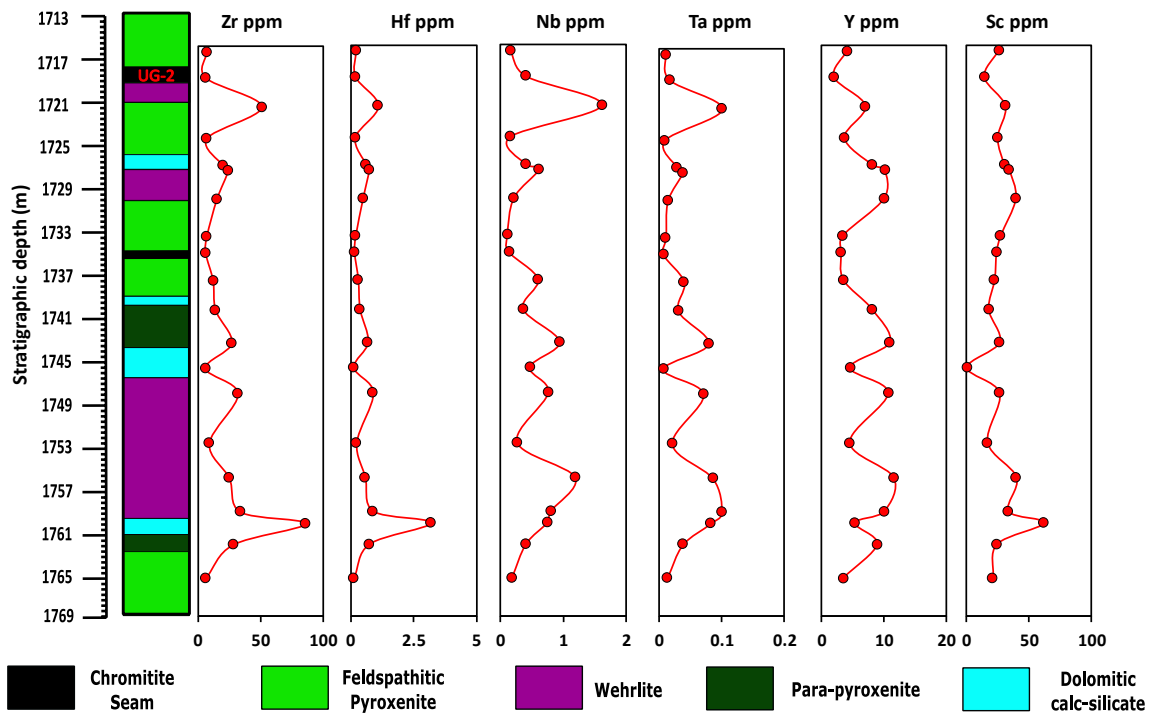 Zr ppm Hf ppm Nb ppm Ta ppm Y ppm Sc ppm
Stratigraphic depth (m)
1713
1717
1721
1725
1729
1733
1737
1741
1745
1749
1753
1757
1761
1765
1769
UG-2
0 50 100 0 2.5 5 0 1 2 0 0.1 0.2 0 10 20 0 50 100
Chromitite
Seam
Feldspathitic
Pyroxenite
Wehrlite
Para-pyroxenite
Dolomitic
calc-silicate